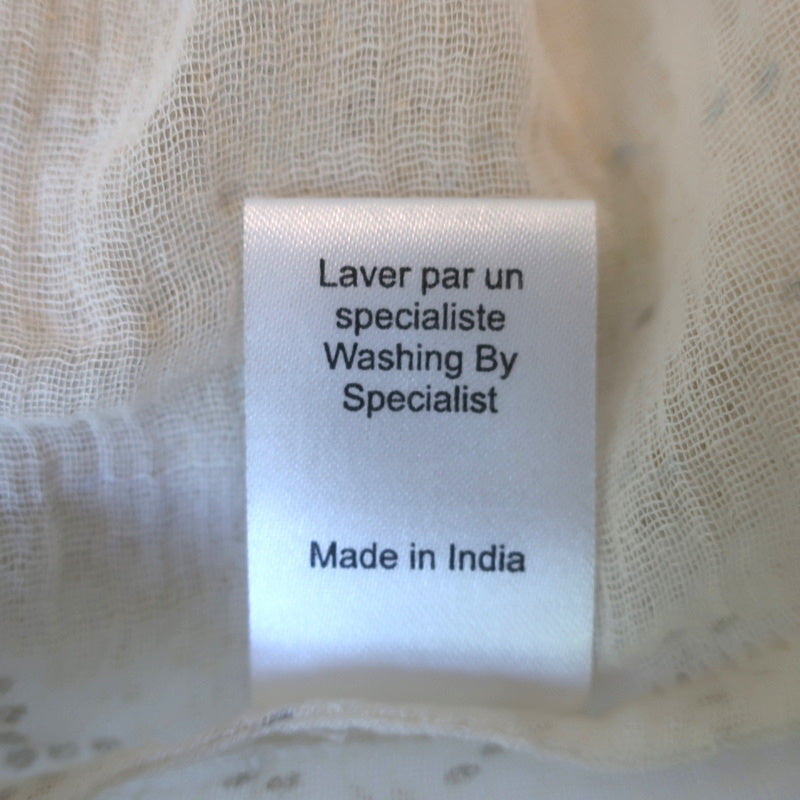 Laver par un
specialiste
Washing By
Specialist
Made in India